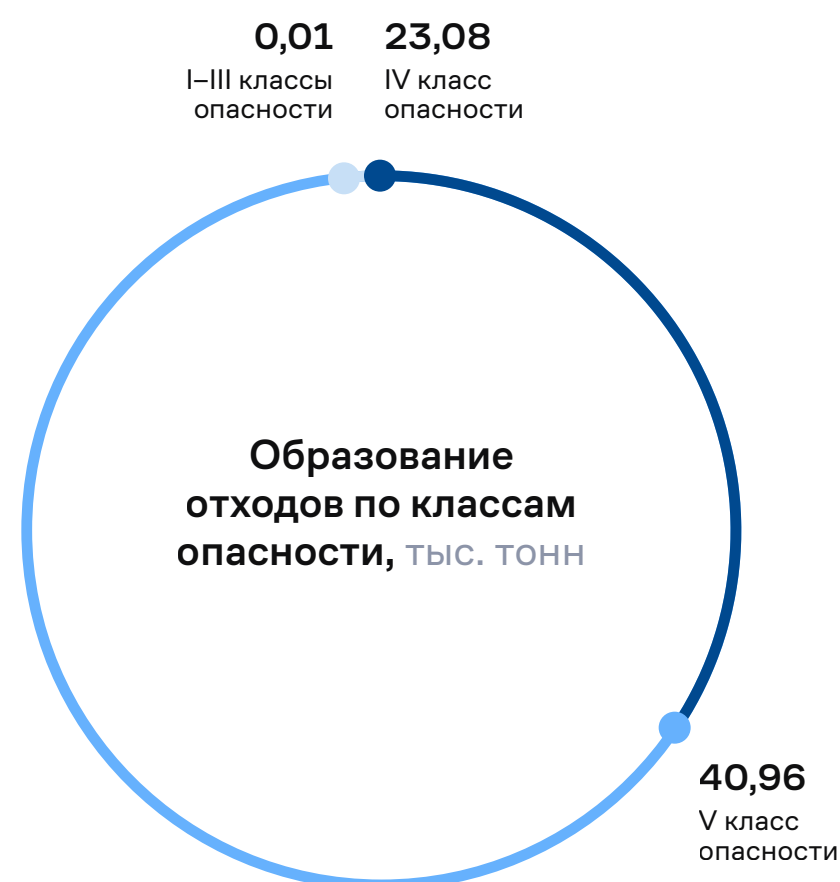 0,01
I–III классы
опасности
23,08
IV класс
опасности
Образование
отходов по классам
опасности, тыс. тонн
40,96
V класс
опасности